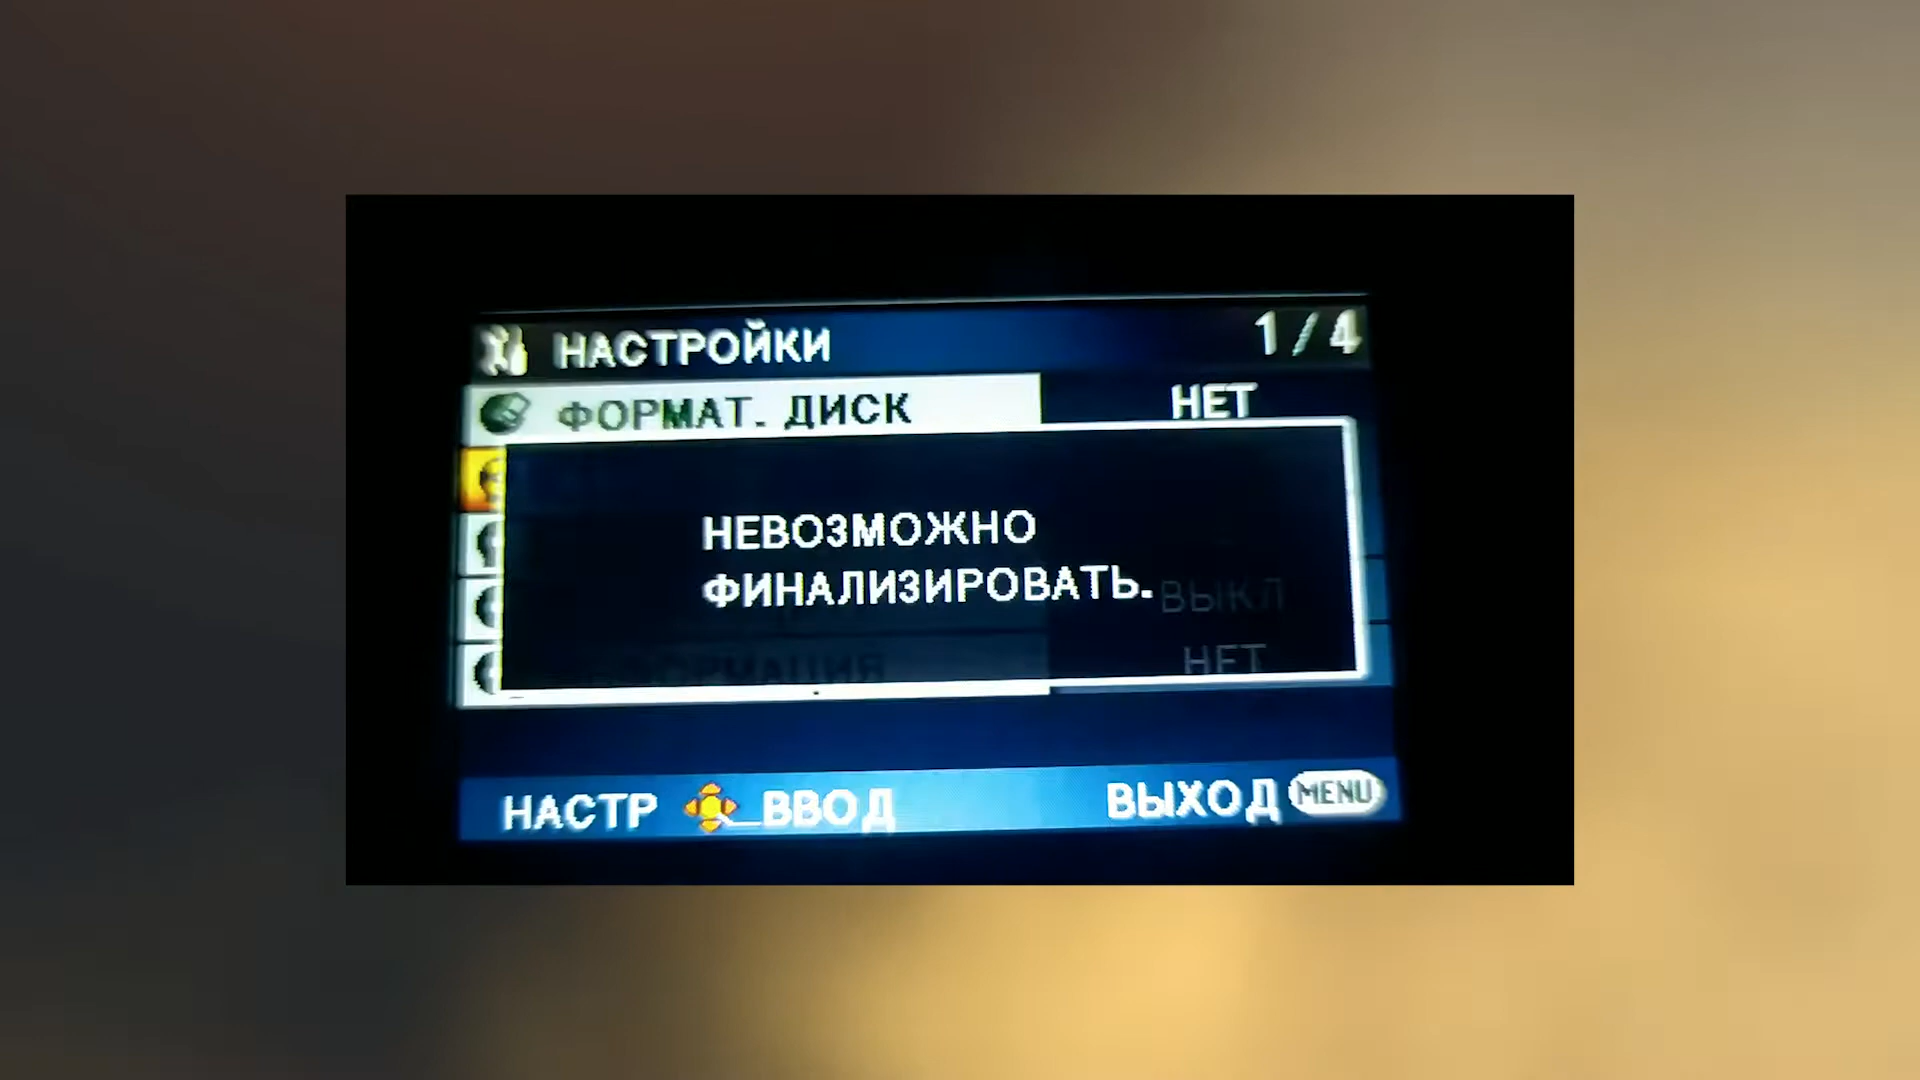 НАСТРОЙКИ 1/4
ФОРМАТ. ДИСК НЕТ
НЕВОЗМОЖНО
ФИНАЛИЗИРОВАТЬ.
ВЫКЛ
НЕТ
НАСТР ВВОД ВЫХОД MENU